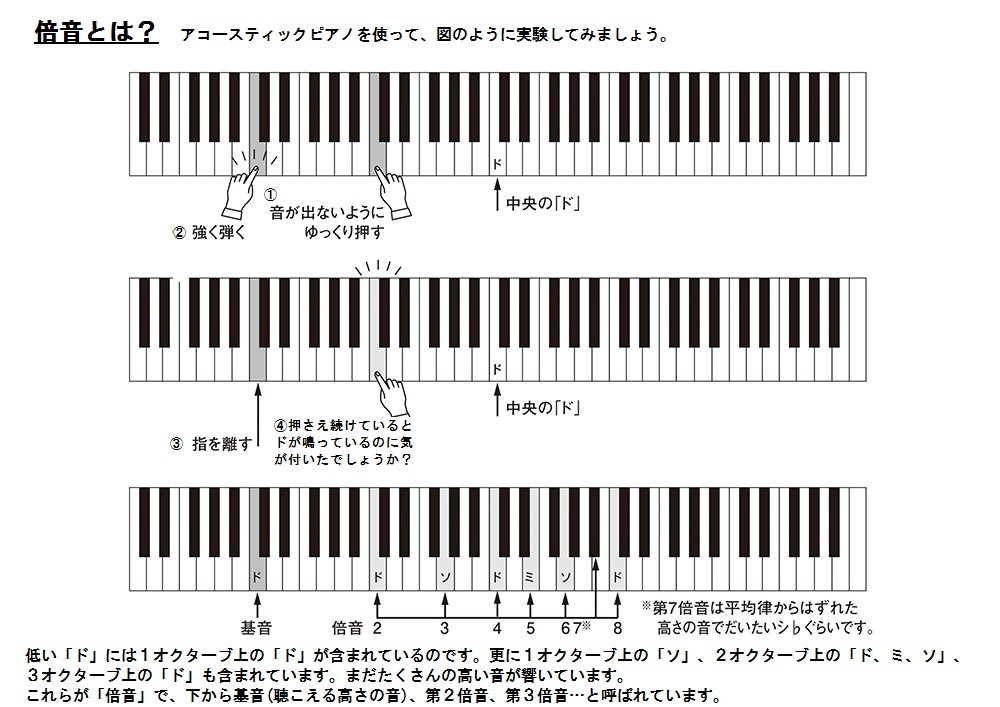 倍音とは？ アコースティックピアノを使って、図のように実験してみましょう。
ド
①
音が出ないように
ゆっくり押す
② 強く弾く
中央の「ド」
ド
中央の「ド」
③ 指を離す
④押さえ続けていると
ドが鳴っているのに気
が付いたでしょうか？
ド ド ソ ド ミ ソ ド
基音 倍音 2 3 4 5 6 7※ 8
※第7倍音は平均律からはずれた
高さの音でだいたいシ♭ぐらいです。
低い「ド」には１オクターブ上の「ド」が含まれているのです。更に１オクターブ上の「ソ」、２オクターブ上の「ド、ミ、ソ」、
３オクターブ上の「ド」も含まれています。まだたくさんの高い音が響いています。
これらが「倍音」で、下から基音(聴こえる高さの音)、第２倍音、第３倍音…と呼ばれています。